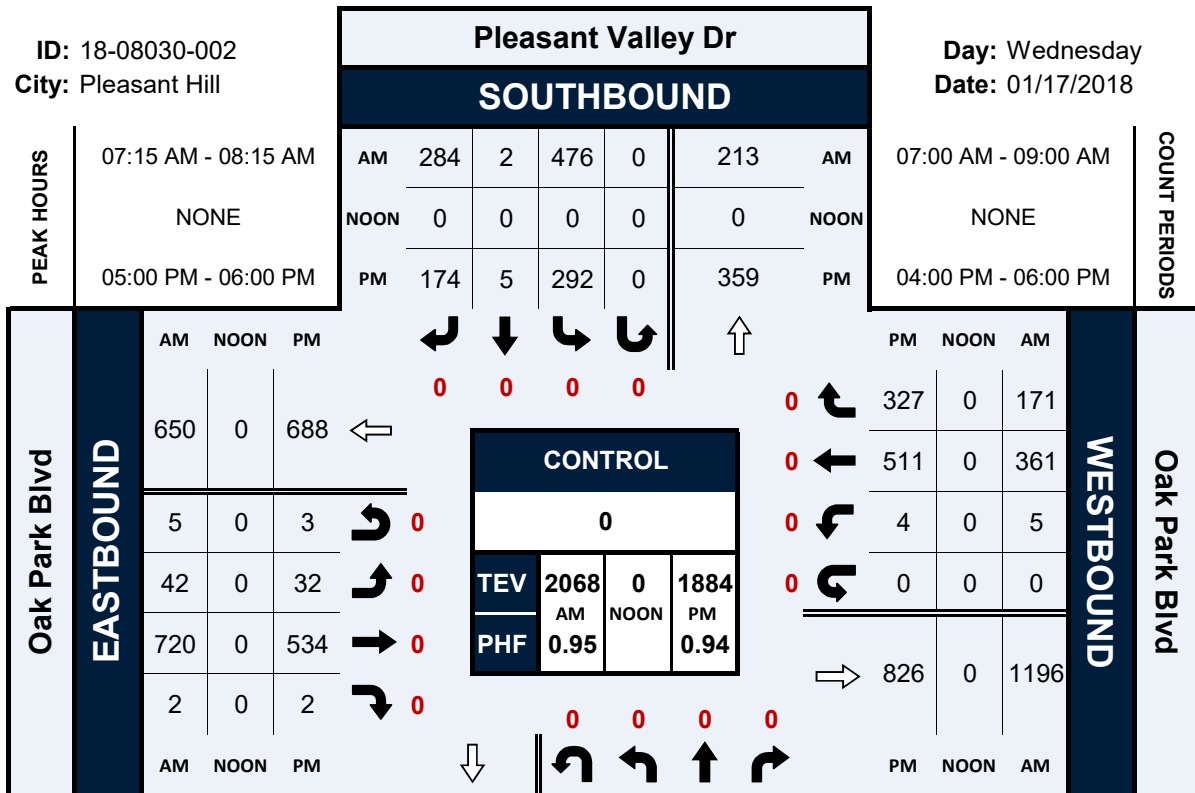 Pleasant Valley Dr
ID: 18-08030-002
Day: Wednesday
City: Pleasant Hill
SOUTHBOUND
Date: 01/17/2018
PEAK HOURS
07:15 AM - 08:15 AM
NONE
05:00 PM - 06:00 PM
AM 284 2 476 0 213 AM
NOON 0 0 0 0 0 NOON
PM 174 5 292 0 359 PM
07:00 AM - 09:00 AM
NONE
04:00 PM - 06:00 PM
COUNT PERIODS
0 0 0 0
Oak Park Blvd
EASTBOUND
AM NOON PM
650 0 688
5 0 3 0
42 0 32 0
720 0 534 0
2 0 2 0
AM NOON PM
CONTROL
0
TEV 2068 0 1884
AM NOON PM
PHF 0.95 0.94
PM NOON AM
0 327 0 171
0 511 0 361
0 4 0 5
0 0 0 0
826 0 1196
PM NOON AM
WESTBOUND
Oak Park Blvd
0 0 0 0